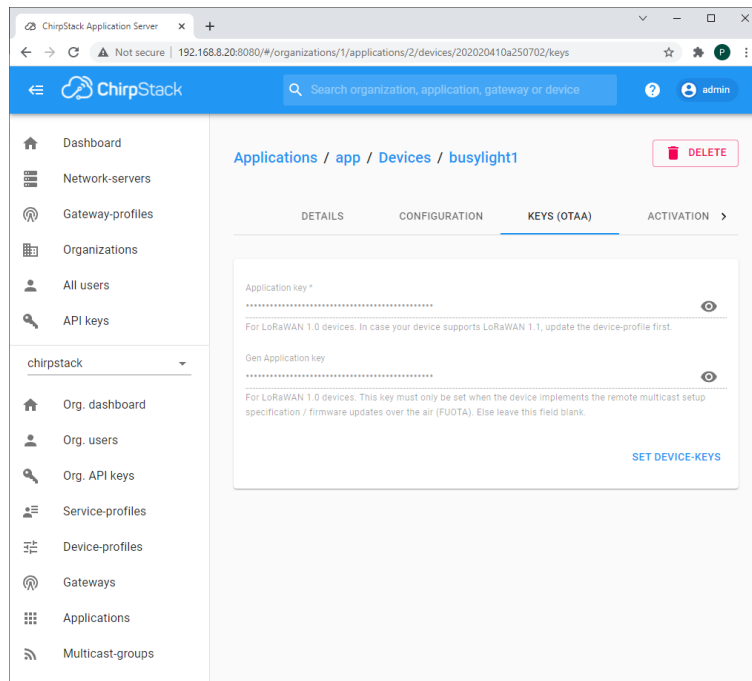 ChirpStack Application Server
Not secure | 192.168.8.20:8080/#/organizations/1/applications/2/devices/202020410a250702/keys
P
ChirpStack
Search organization, application, gateway or device
? admin
Dashboard
Network-servers
Gateway-profiles
Organizations
All users
API keys
chirpstack
Org. dashboard
Org. users
Org. API keys
Service-profiles
Device-profiles
Gateways
Applications
Multicast-groups
Applications / app / Devices / busylight1
DELETE
DETAILS CONFIGURATION KEYS (OTAA) ACTIVATION
Application key *
••••••••••••••••••••••••••••••••••••••••••••••• 
For LoRaWAN 1.0 devices. In case your device supports LoRaWAN 1.1, update the device-profile first.
Gen Application key
•••••••••••••••••••••••••••••••••••••••••••••••
For LoRaWAN 1.0 devices. This key must only be set when the device implements the remote multicast setup
specification / firmware updates over the air (FUOTA). Else leave this field blank.
SET DEVICE-KEYS